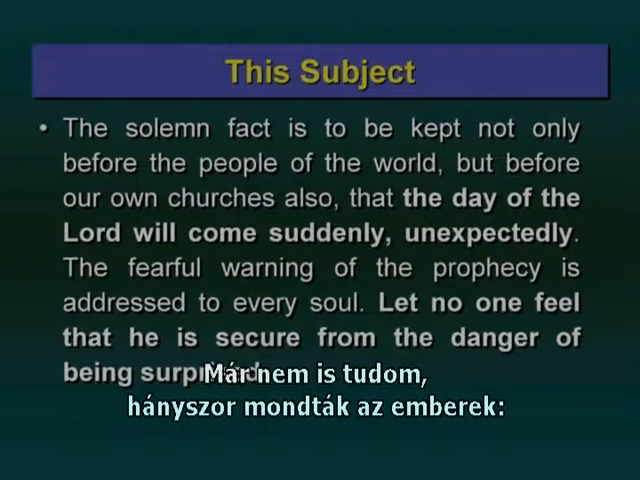 This Subject
• The solemn fact is to be kept not only
before the people of the world, but before
our own churches also, that the day of the
Lord will come suddenly, unexpectedly.
The fearful warning of the prophecy is
addressed to every soul. Let no one feel
that he is secure from the danger of
being surprised.
Már nem is tudom,
hányszor mondták az emberek: